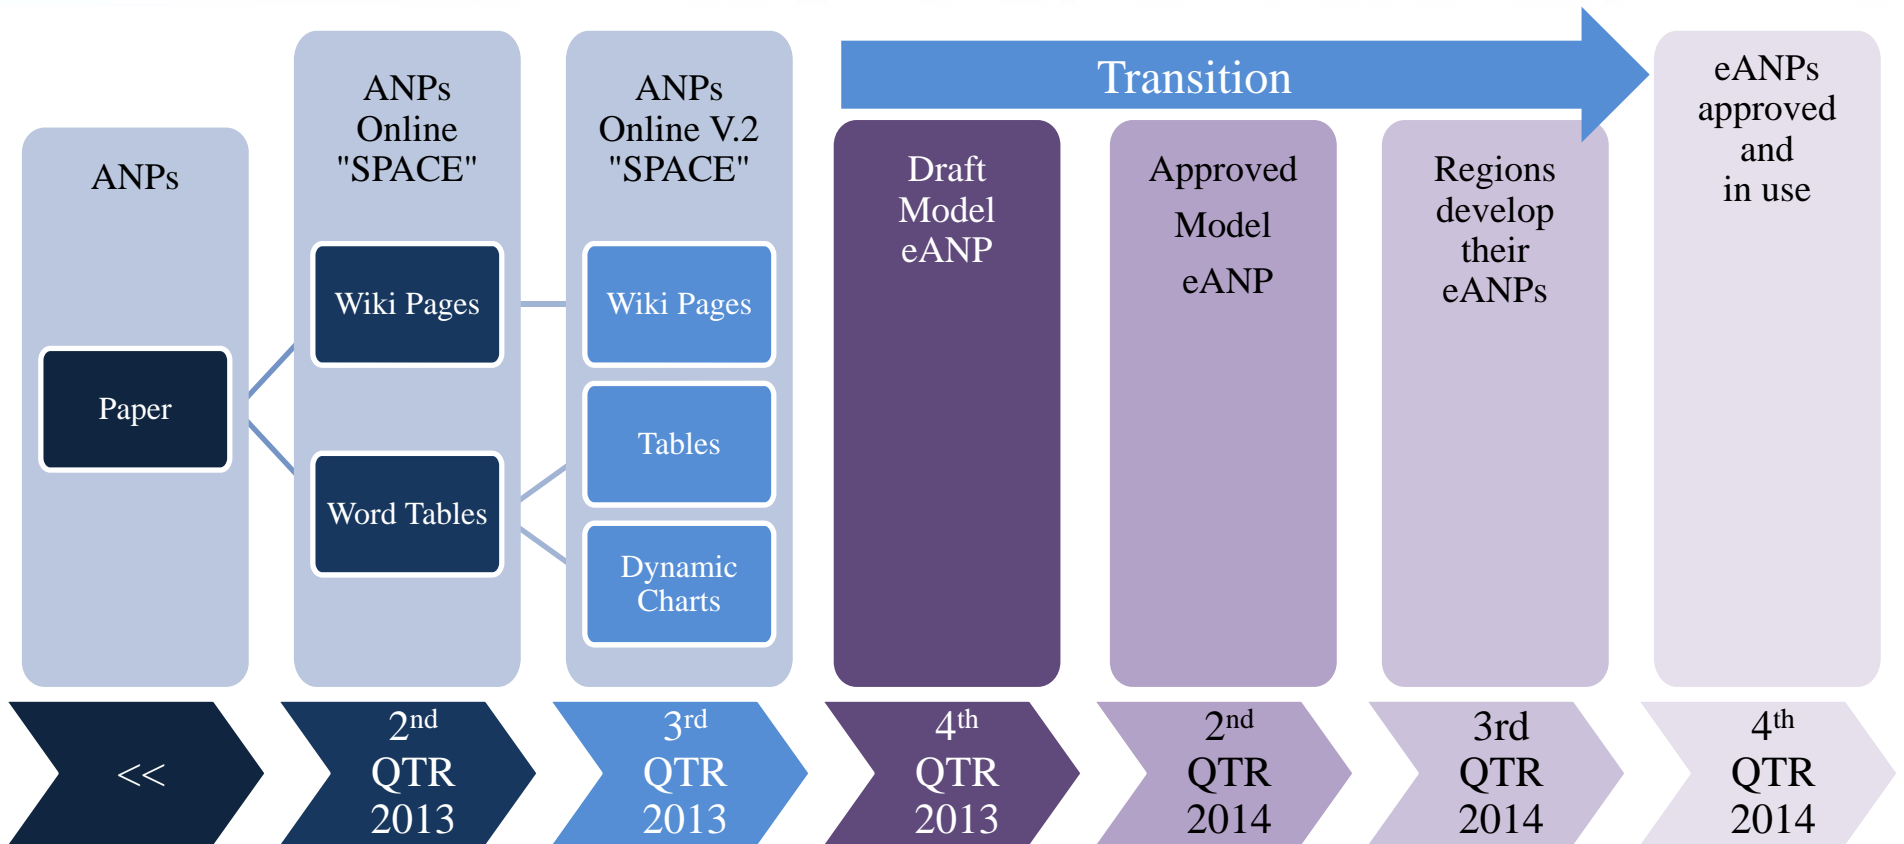 ANPs
Paper
ANPs
Online
"SPACE"
Wiki Pages
Word Tables
ANPs
Online V.2
"SPACE"
Wiki Pages
Tables
Dynamic
Charts
Transition
Draft
Model
eANP
Approved
Model
eANP
Regions
develop
their
eANPs
eANPs
approved
and
in use
<<
2nd
QTR
2013
3rd
QTR
2013
4th
QTR
2013
2nd
QTR
2014
3rd
QTR
2014
4th
QTR
2014